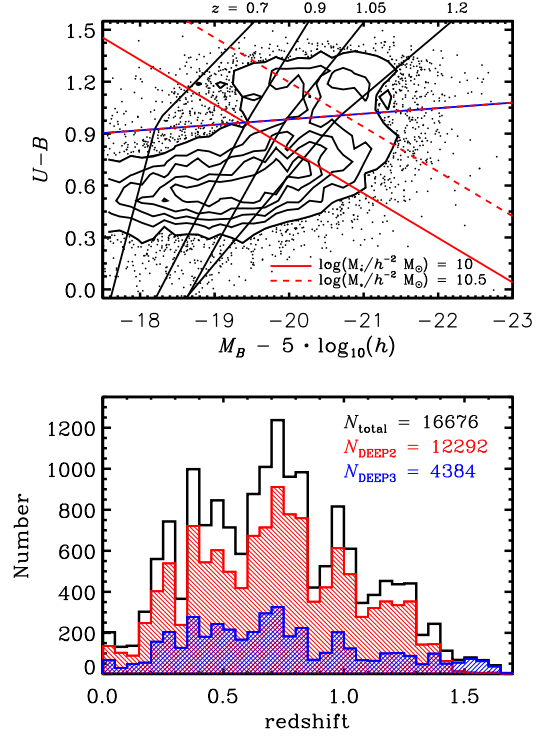 z = 0.7 0.9 1.05 1.2
1.5
1.2
0.9
0.6
0.3
0.0
U−B
log(M⋆/h⁻² M⊙) = 10
log(M⋆/h⁻² M⊙) = 10.5
−18 −19 −20 −21 −22 −23
M_B − 5 • log₁₀(h)
1200
1000
800
600
400
200
0
Number
N_total = 16676
N_DEEP2 = 12292
N_DEEP3 = 4384
0.0 0.5 1.0 1.5
redshift